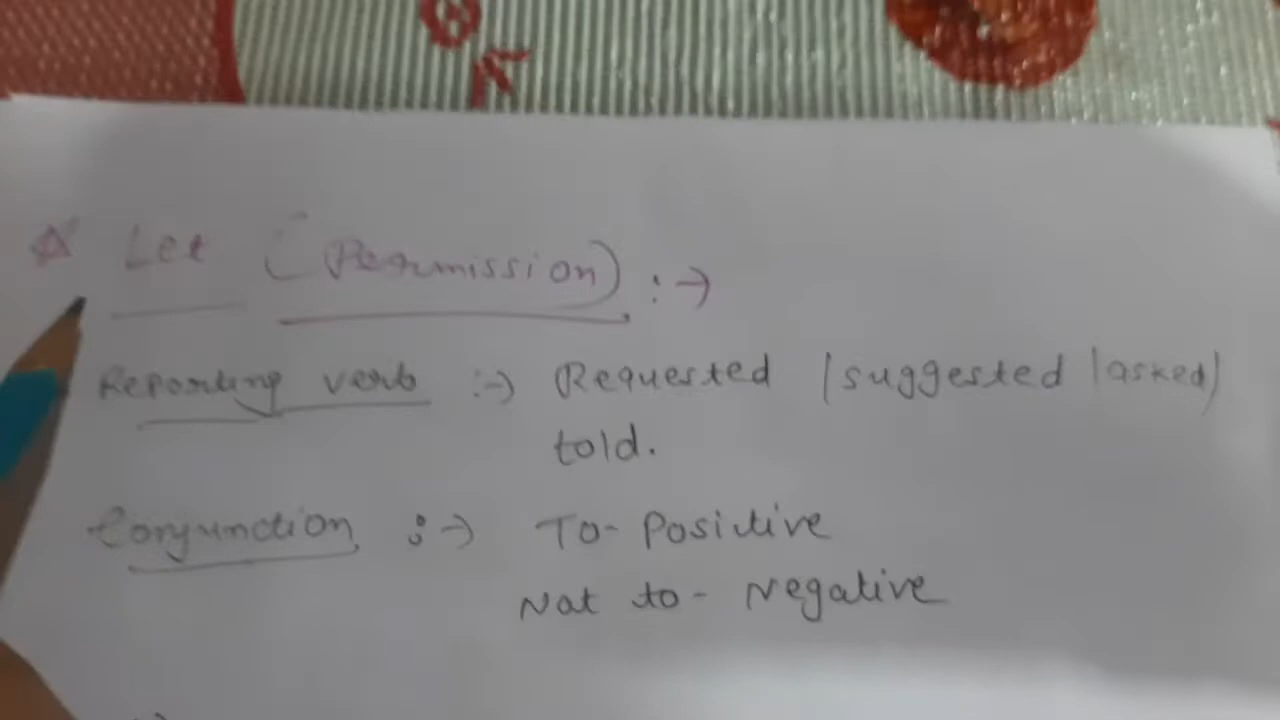 ☆ Let (Permission) :→
Reporting verb :→ Requested /suggested /asked/
told.
Conjunction :→ To - Positive
Not to - Negative